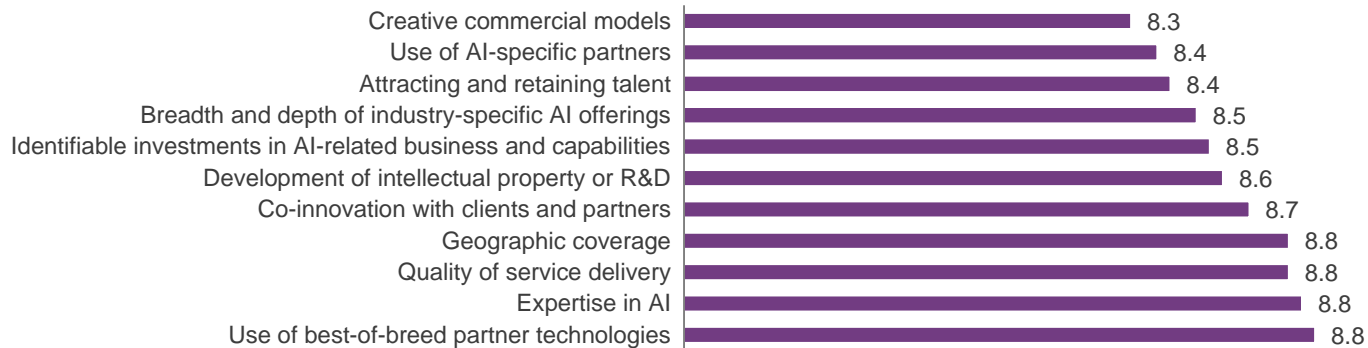 Creative commercial models 8.3
Use of AI-specific partners 8.4
Attracting and retaining talent 8.4
Breadth and depth of industry-specific AI offerings 8.5
Identifiable investments in AI-related business and capabilities 8.5
Development of intellectual property or R&D 8.6
Co-innovation with clients and partners 8.7
Geographic coverage 8.8
Quality of service delivery 8.8
Expertise in AI 8.8
Use of best-of-breed partner technologies 8.8